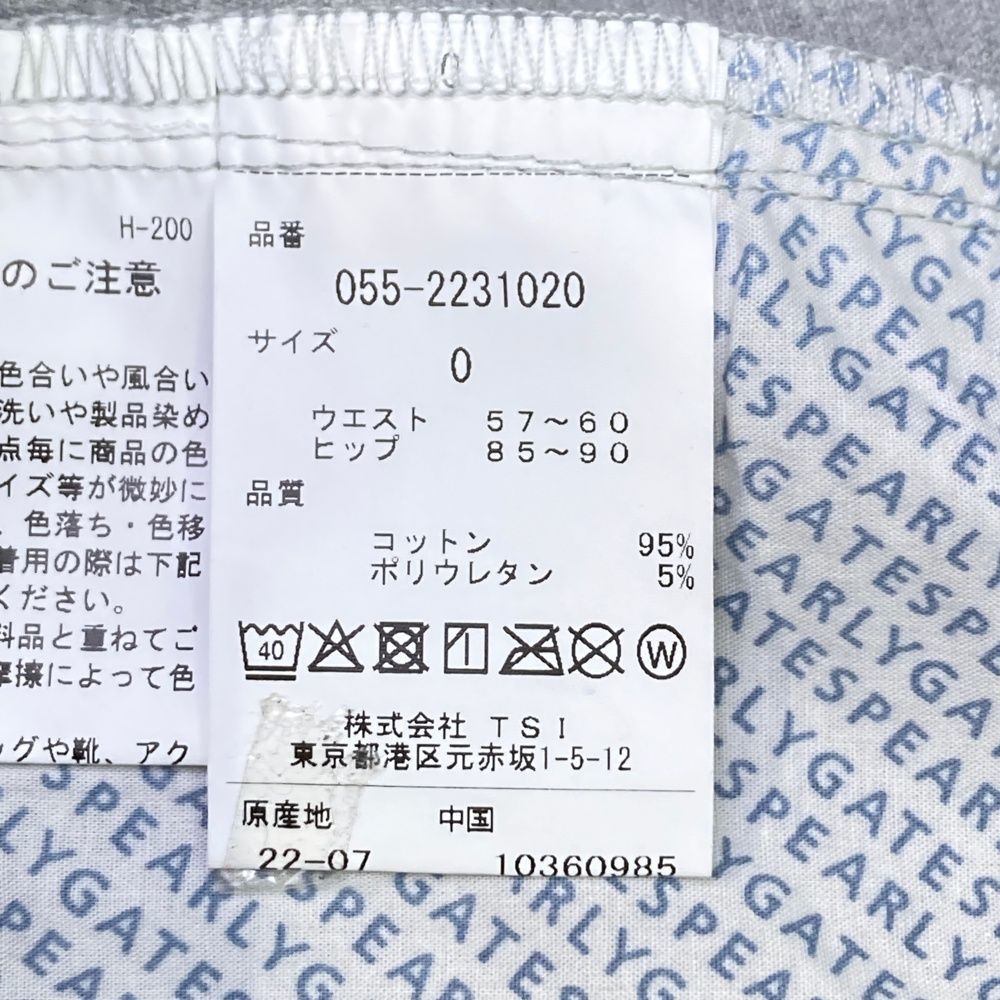 H-200
のご注意
色合いや風合い
洗いや製品染め
点毎に商品の色
イズ等が微妙に
、色落ち・色移
着用の際は下記
ください。
料品と重ねてご
摩擦によって色
ッグや靴、アク
0
品番
055-2231020
サイズ
0
ウエスト 57~60
ヒップ 85~90
品質
コットン 95%
ポリウレタン 5%
40 W
株式会社 TSI
東京都港区元赤坂1-5-12
原産地 中国
22-07 10360985
PEARLYGATES